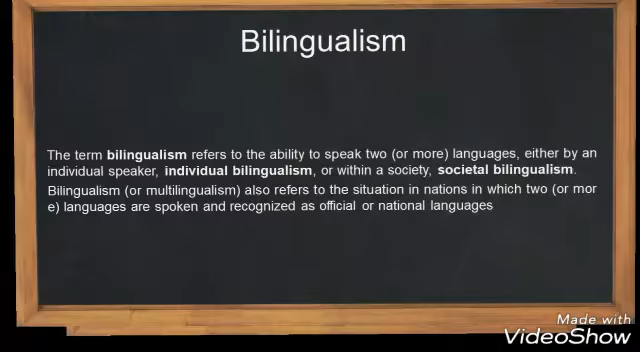 Bilingualism
The term bilingualism refers to the ability to speak two (or more) languages, either by an
individual speaker, individual bilingualism, or within a society, societal bilingualism.
Bilingualism (or multilingualism) also refers to the situation in nations in which two (or mor
e) languages are spoken and recognized as official or national languages
Made with
VideoShow